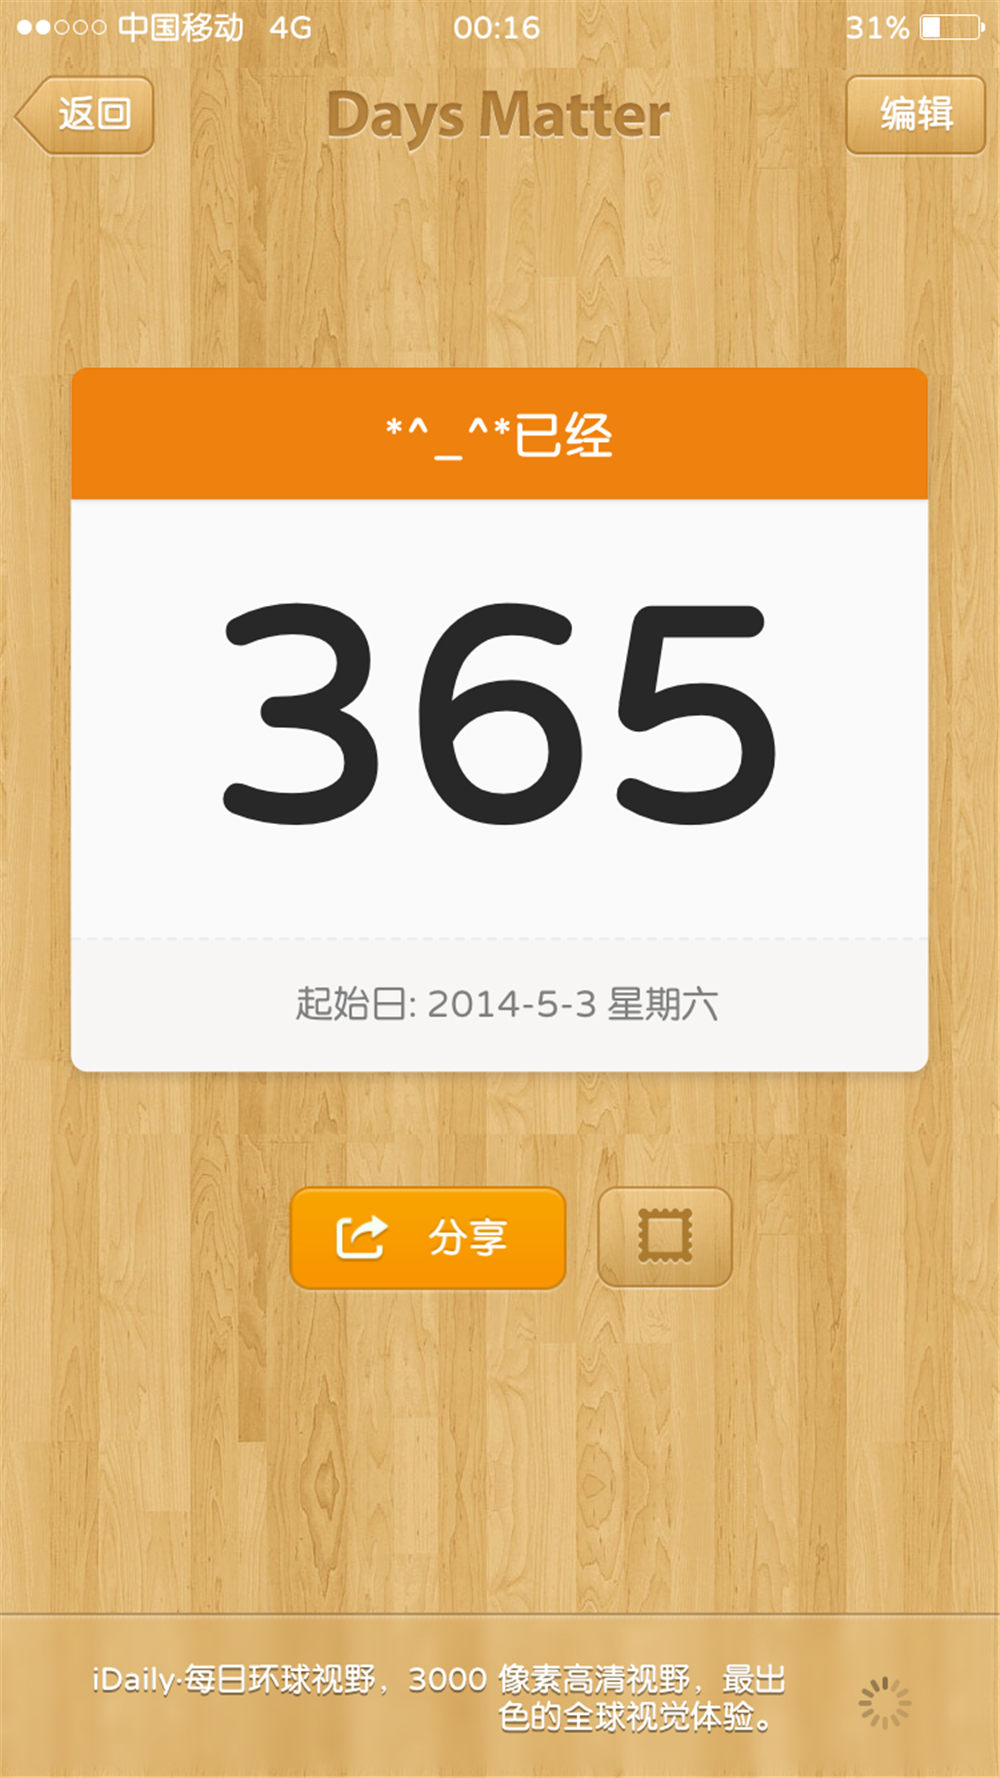 中国移动 4G 00:16 31%
返回 Days Matter 编辑
*^_^*已经
365
起始日: 2014-5-3 星期六
分享
iDaily·每日环球视野，3000 像素高清视野，最出
色的全球视觉体验。